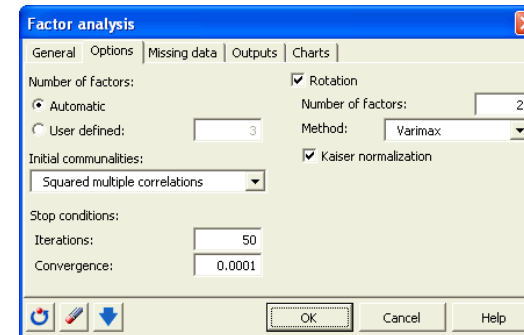 Factor analysis
General Options Missing data Outputs Charts
Number of factors:
Automatic
User defined: 3
Initial communalities:
Squared multiple correlations
Stop conditions:
Iterations: 50
Convergence: 0.0001
Rotation
Number of factors: 2
Method: Varimax
Kaiser normalization
OK Cancel Help